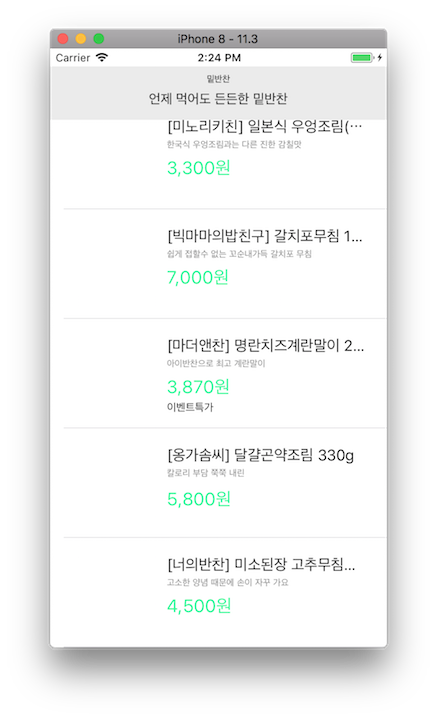 iPhone 8 - 11.3
Carrier 2:24 PM
밑반찬
언제 먹어도 든든한 밑반찬
[미노리키친] 일본식 우엉조림(…
한국식 우엉조림과는 다른 진한 감칠맛
3,300원
[빅마마의밥친구] 갈치포무침 1…
쉽게 접할수 없는 꼬순내가득 갈치포 무침
7,000원
[마더앤찬] 명란치즈계란말이 2…
아이반찬으로 최고 계란말이
3,870원
이벤트특가
[옹가솜씨] 달걀곤약조림 330g
칼로리 부담 쭉쭉 내린
5,800원
[너의반찬] 미소된장 고추무침…
고소한 양념 때문에 손이 자꾸 가요
4,500원